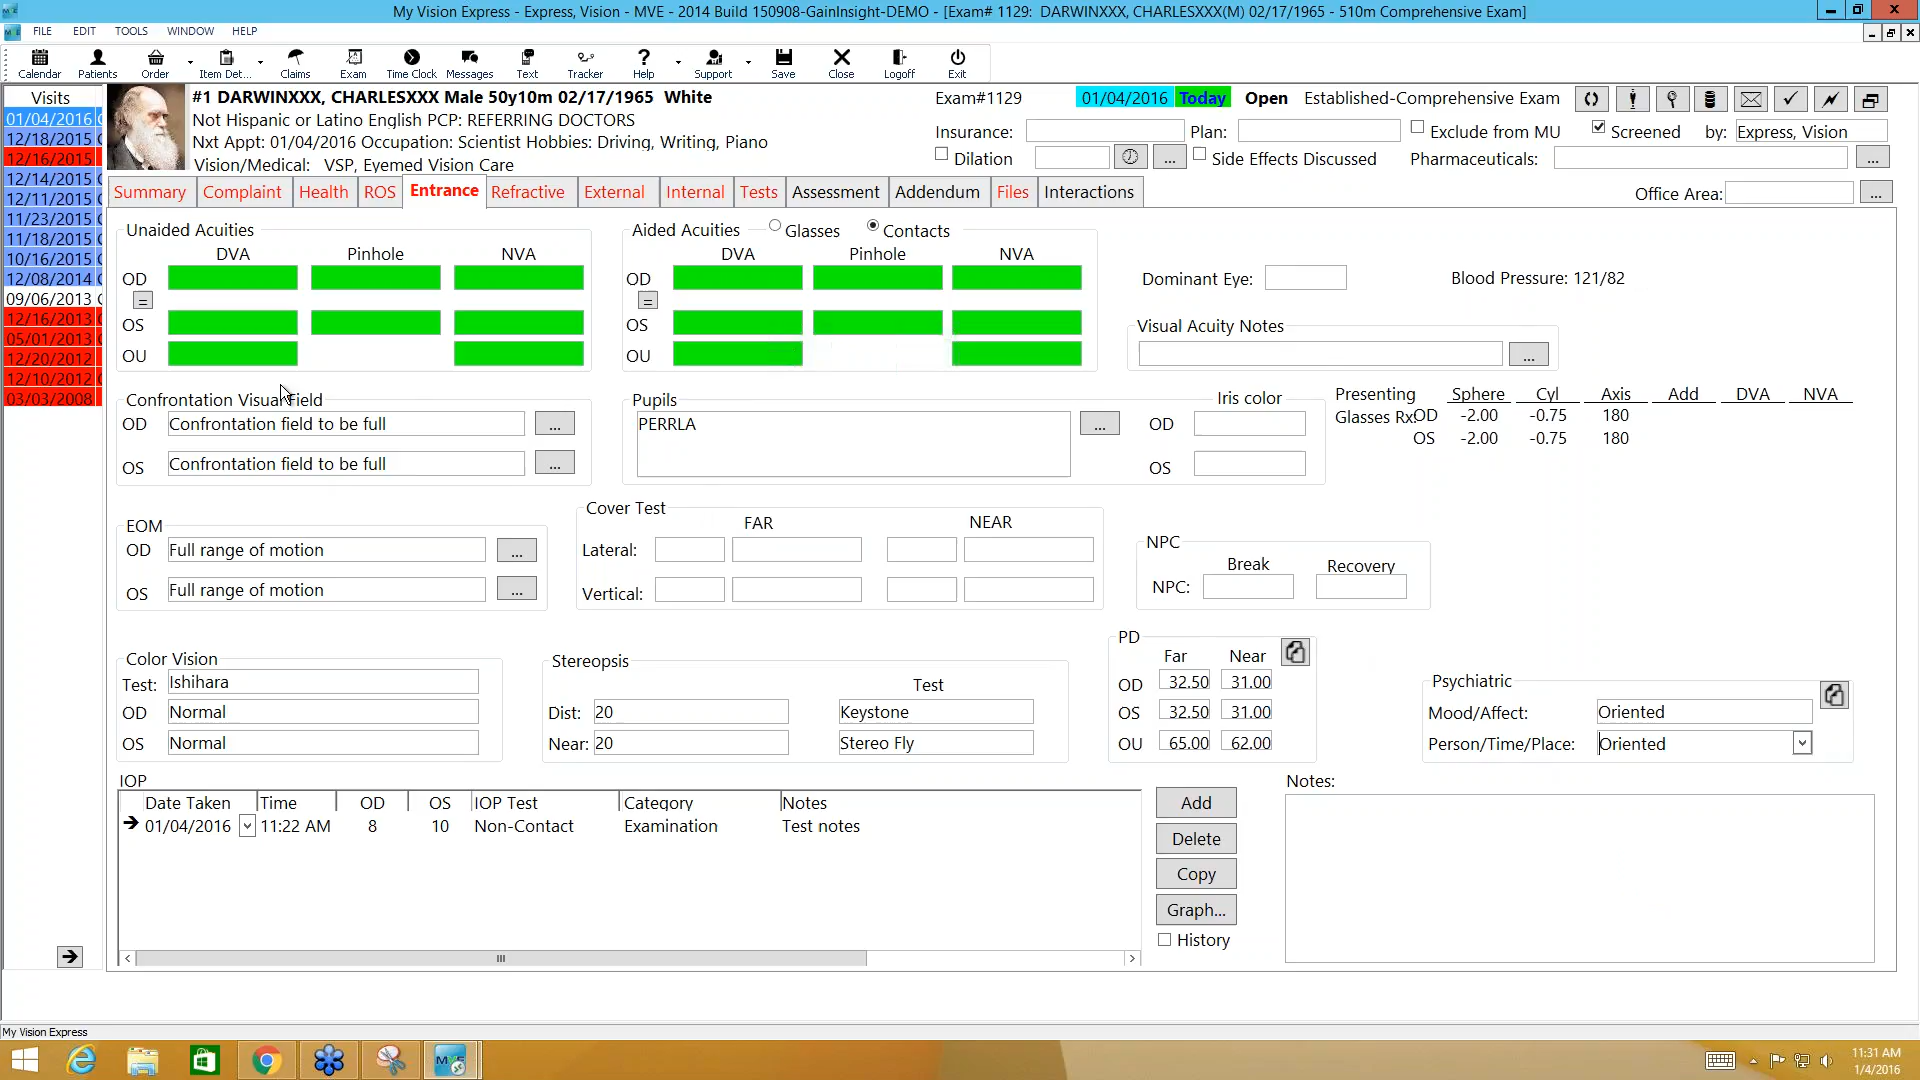 My Vision Express - Express, Vision - MVE - 2014 Build 150908-GainInsight-DEMO - [Exam# 1129:  DARWINXXX, CHARLESXXX(M) 02/17/1965 - 510m Comprehensive Exam]
FILE EDIT TOOLS WINDOW HELP
Calendar Patients Order Item Det... Claims Exam Time Clock Messages Text Tracker Help Support Save Close Logoff Exit
Visits
01/04/2016
12/18/2015
12/16/2015
12/14/2015
12/11/2015
11/23/2015
11/18/2015
10/16/2015
12/08/2014
09/06/2013
12/16/2013
05/01/2013
12/20/2012
12/10/2012
03/03/2008
#1 DARWINXXX, CHARLESXXX Male 50y10m 02/17/1965 White
Not Hispanic or Latino English PCP: REFERRING DOCTORS
Nxt Appt: 01/04/2016 Occupation: Scientist Hobbies: Driving, Writing, Piano
Vision/Medical: VSP, Eyemed Vision Care
Exam#1129 01/04/2016 Today Open Established-Comprehensive Exam
Insurance: Plan: Exclude from MU Screened by: Express, Vision
Dilation ... Side Effects Discussed Pharmaceuticals: ...
Office Area: ...
Summary Complaint Health ROS Entrance Refractive External Internal Tests Assessment Addendum Files Interactions
Unaided Acuities
DVA Pinhole NVA
OD
=
OS
OU
Aided Acuities Glasses Contacts
DVA Pinhole NVA
OD
=
OS
OU
Dominant Eye: Blood Pressure: 121/82
Visual Acuity Notes
...
Confrontation Visual Field
OD Confrontation field to be full ...
OS Confrontation field to be full ...
Pupils
PERRLA ...
Iris color
OD
OS
Presenting Sphere Cyl Axis Add DVA NVA
Glasses Rx: OD -2.00 -0.75 180
OS -2.00 -0.75 180
EOM
OD Full range of motion ...
OS Full range of motion ...
Cover Test
FAR NEAR
Lateral:
Vertical:
NPC
Break Recovery
NPC:
Color Vision
Test: Ishihara
OD Normal
OS Normal
Stereopsis
Test
Dist: 20 Keystone
Near: 20 Stereo Fly
PD
Far Near
OD 32.50 31.00
OS 32.50 31.00
OU 65.00 62.00
Psychiatric
Mood/Affect: Oriented
Person/Time/Place: Oriented
IOP
Date Taken Time OD OS IOP Test Category Notes
01/04/2016 11:22 AM 8 10 Non-Contact Examination Test notes
Add
Delete
Copy
Graph...
History
Notes:
My Vision Express
11:31 AM
1/4/2016